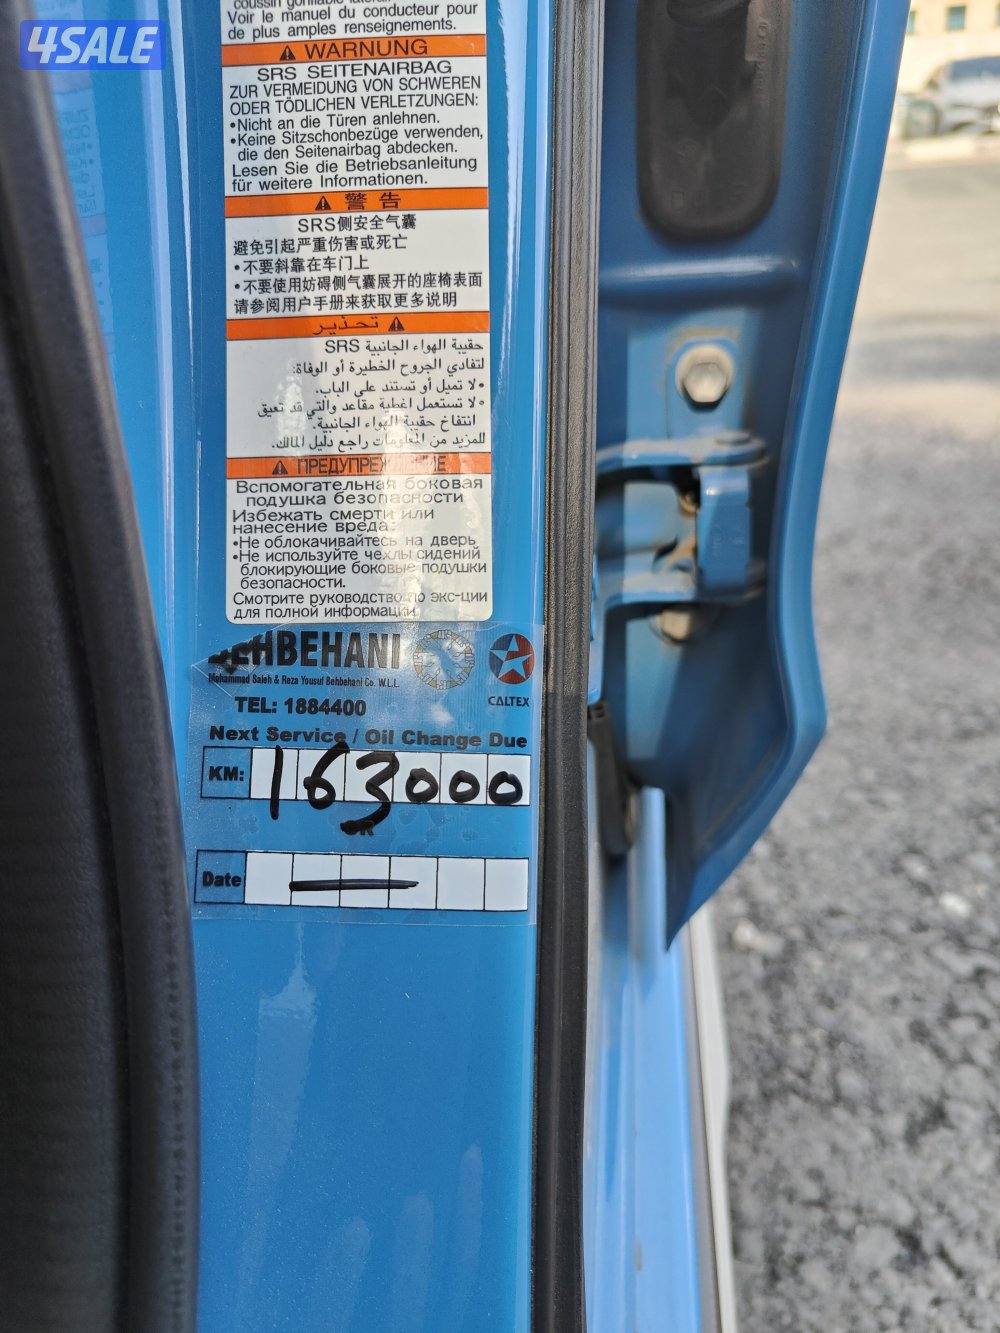 4SALE
coussin gonflable latéral.
Voir le manuel du conducteur pour
de plus amples renseignements.
WARNUNG
SRS SEITENAIRBAG
ZUR VERMEIDUNG VON SCHWEREN
ODER TÖDLICHEN VERLETZUNGEN:
•Nicht an die Türen anlehnen.
•Keine Sitzschonbezüge verwenden,
die den Seitenairbag abdecken.
Lesen Sie die Betriebsanleitung
für weitere Informationen.
警告
SRS侧安全气囊
避免引起严重伤害或死亡
•不要斜靠在车门上
•不要使用妨碍侧气囊展开的座椅表面
请参阅用户手册来获取更多说明
تحذير
حقيبة الهواء الجانبية SRS
لتفادي الجروح الخطيرة أو الوفاة:
•لا تميل أو تستند على الباب.
•لا تستعمل اغطية مقاعد والتي قد تعيق
انتفاخ حقيبة الهواء الجانبية.
للمزيد من المعلومات راجع دليل المالك.
ПРЕДУПРЕЖДЕНИЕ
Вспомогательная боковая
подушка безопасности
Избежать смерти или
нанесение вреда:
•Не облокачивайтесь на дверь
•Не используйте чехлы сидений
блокирующие боковые подушки
безопасности.
Смотрите руководство по экс-ции
для полной информации
BEHBEHANI
Mohammad Saleh & Reza Yousuf Behbehani Co. W.L.L.
TEL: 1884400
CALTEX
Next Service / Oil Change Due
KM: 163000
OR
Date —